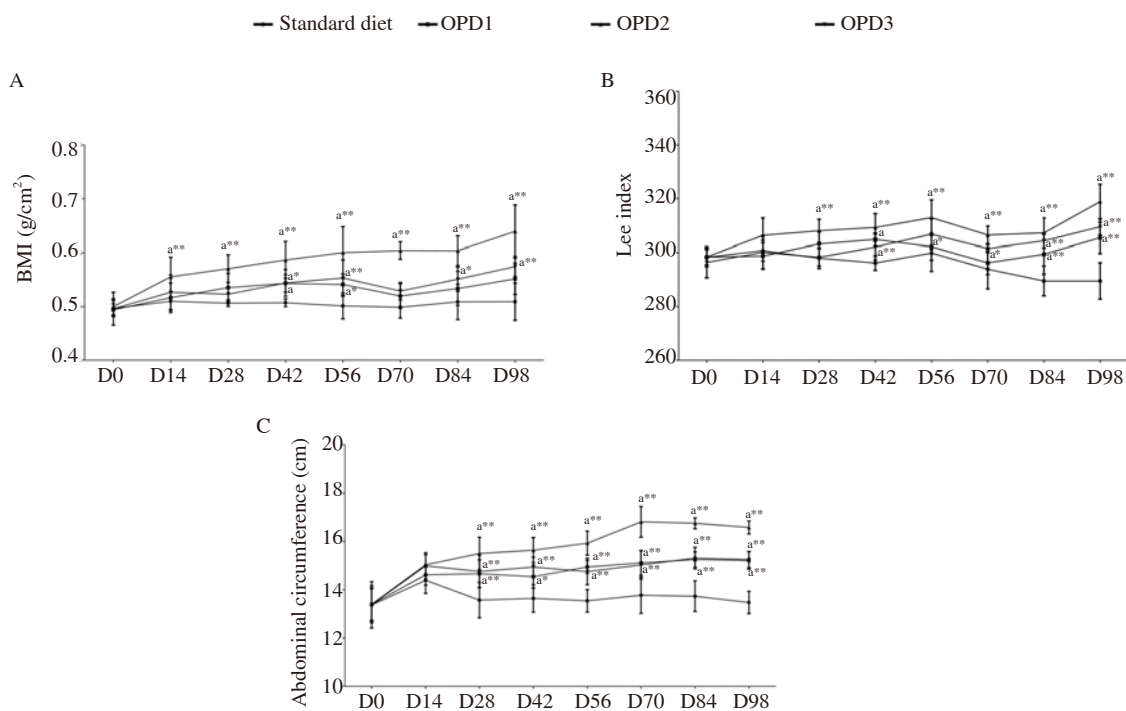 Standard diet OPD1 OPD2 OPD3
A
BMI (g/cm²)
0.8
0.7
0.6
0.5
0.4
a** a** a** a** a** a** a**
a* a** a* a**
a a*
D0 D14 D28 D42 D56 D70 D84 D98
B
Lee index
360
340
320
300
280
260
a** a** a** a** a** a**
a a* a** a** a**
a** a* a** a**
D0 D14 D28 D42 D56 D70 D84 D98
C
Abdominal circumference (cm)
20
18
16
14
12
10
a** a** a** a** a** a**
a** a** a** a** a** a**
a** a* a** a** a** a**
D0 D14 D28 D42 D56 D70 D84 D98